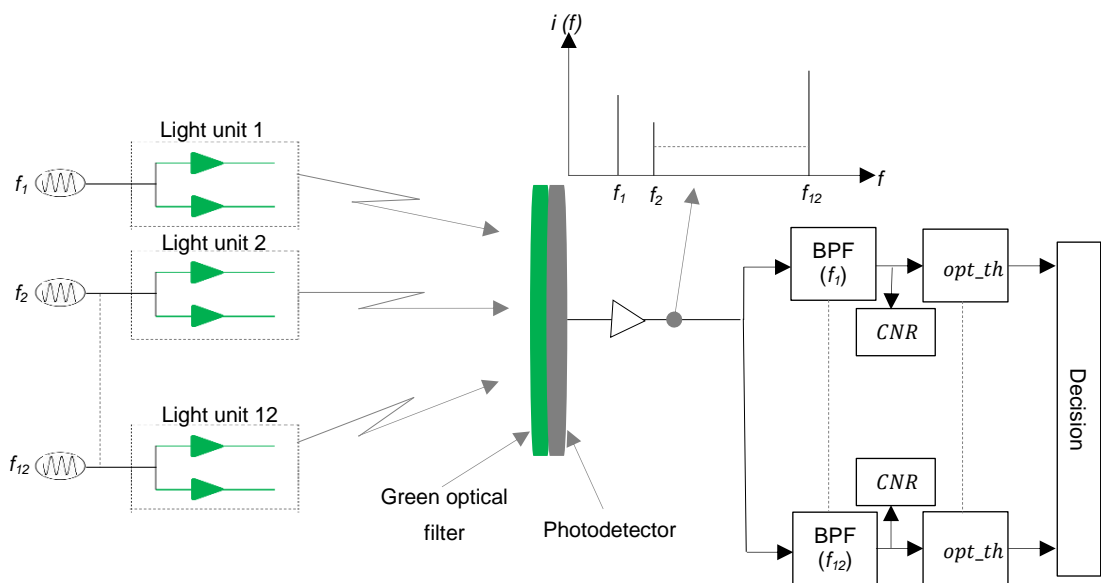 i (f)
f1
f2
f12
f
Light unit 1
f1
Light unit 2
f2
Light unit 12
f12
Green optical
filter
Photodetector
BPF
(f1)
opt_th
CNR
CNR
BPF
(f12)
opt_th
Decision